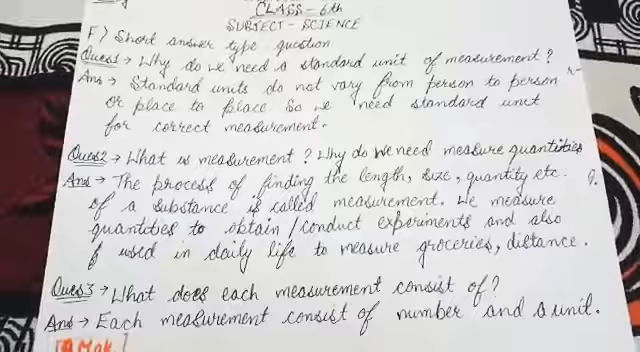 CLASS - 6th
SUBJECT - SCIENCE
F) Short answer type question
Ques1 → Why do we need a standard unit of measurement?
Ans → Standard units do not vary from person to person
or place to place. So we need standard unit
for correct measurement.
Ques2 → What is measurement? Why do we need measure quantities
Ans → The process of finding the length, size, quantity etc. ?
of a substance is called measurement. We measure
quantities to obtain / conduct experiments and also
used in daily life to measure groceries, distance.
Ques3 → What does each measurement consist of?
Ans → Each measurement consist of number and a unit.